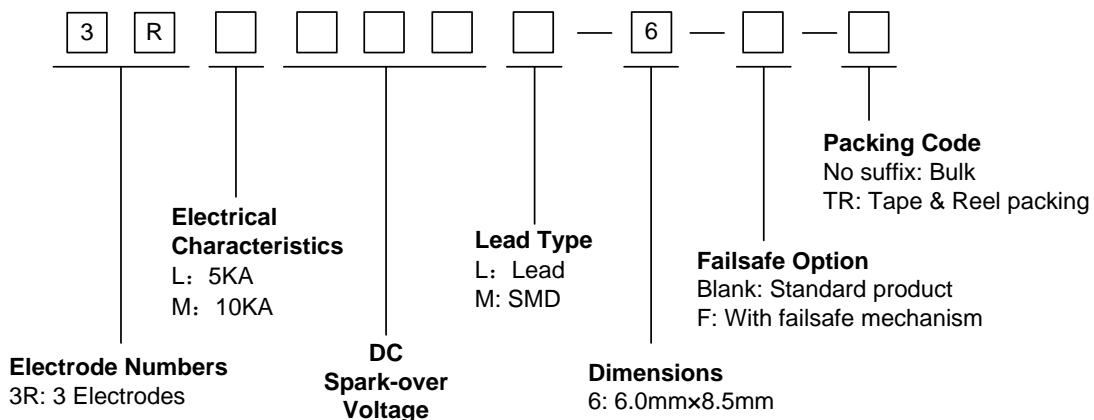 3 R — 6 — —
Packing Code
No suffix: Bulk
TR: Tape & Reel packing
Electrical
Characteristics
L：5KA
M：10KA
Lead Type
L：Lead
M: SMD
Failsafe Option
Blank: Standard product
F: With failsafe mechanism
Electrode Numbers
3R: 3 Electrodes
DC
Spark-over
Voltage
Dimensions
6: 6.0mm×8.5mm